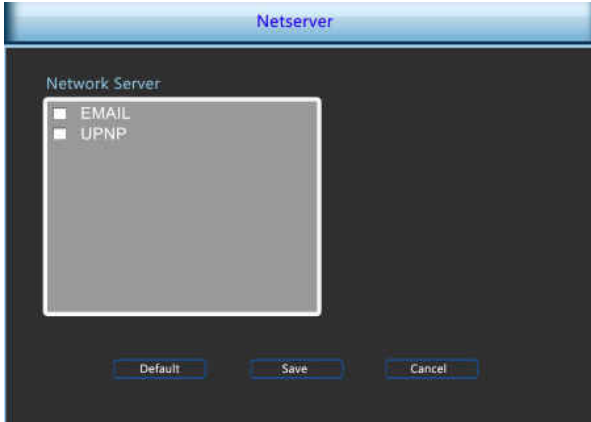 Netserver
Network Server
EMAIL
UPNP
Default Save Cancel